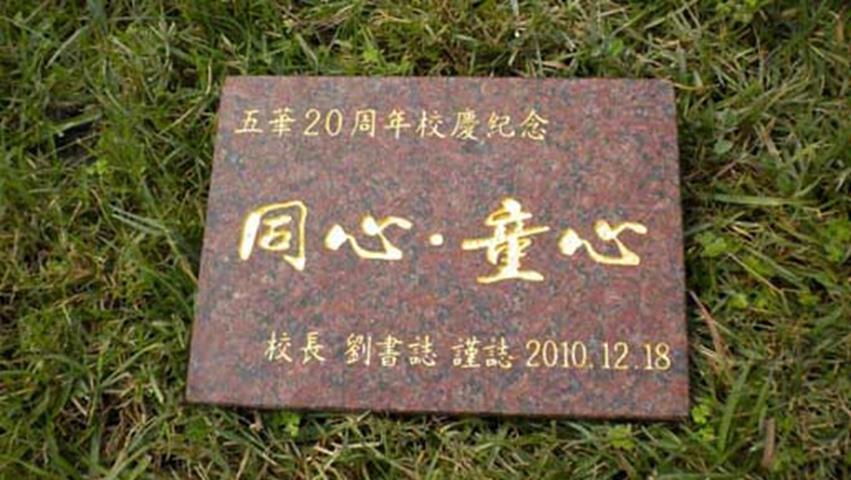 五華20周年校慶紀念
同心·童心
校長 劉書誌 謹誌 2010.12.18